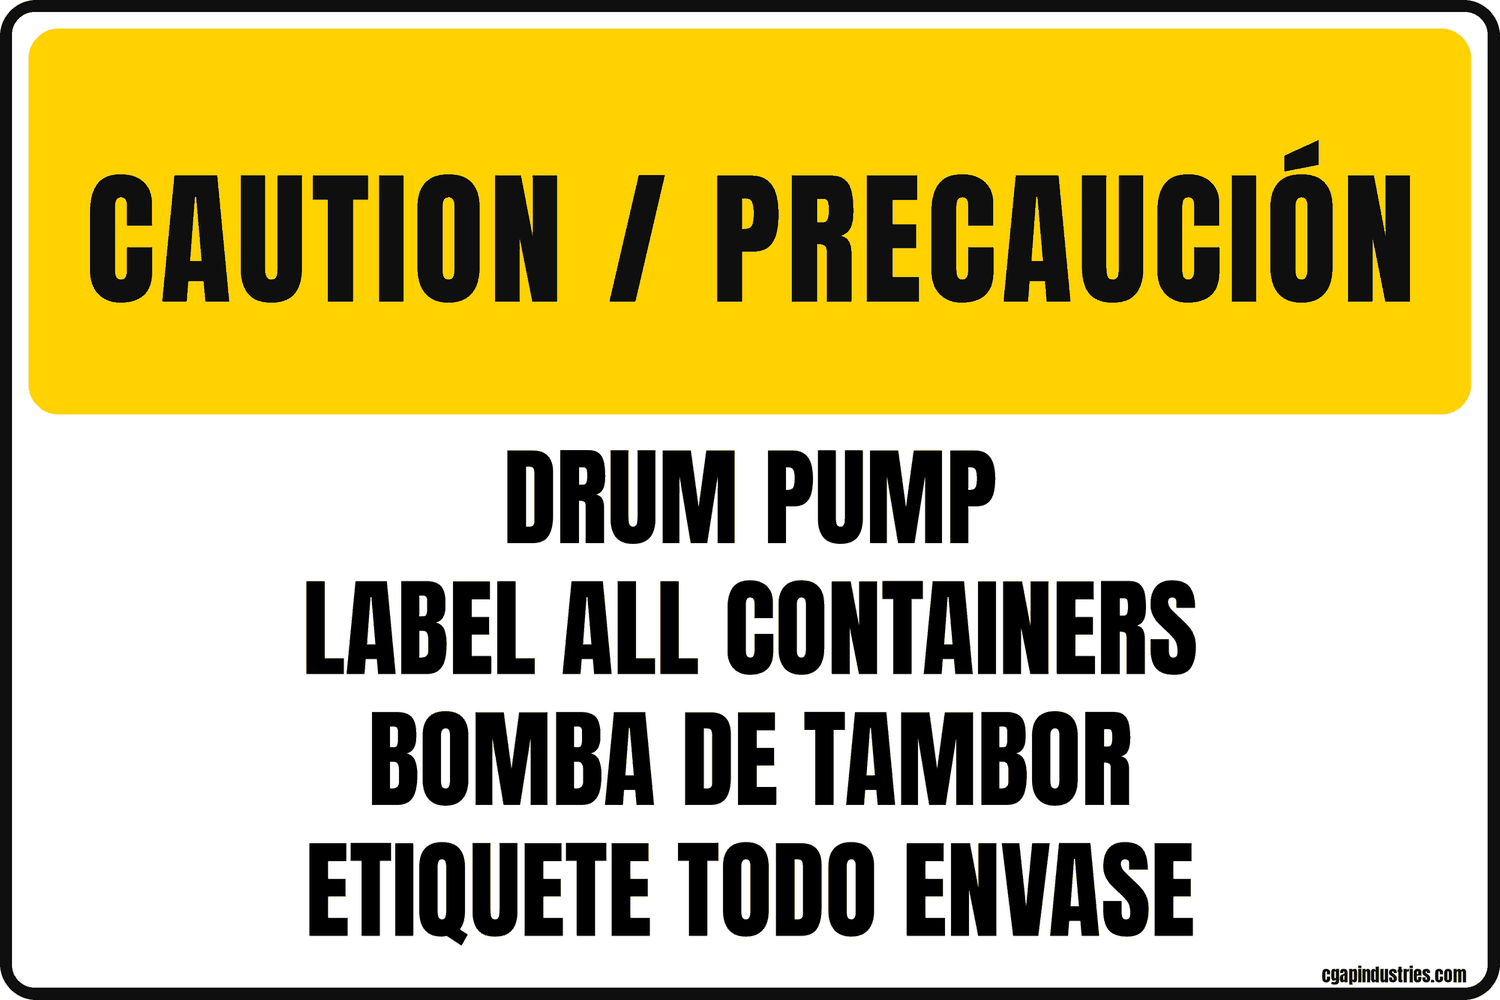 CAUTION / PRECAUCIÓN
DRUM PUMP
LABEL ALL CONTAINERS
BOMBA DE TAMBOR
ETIQUETE TODO ENVASE
cgapindustries.com